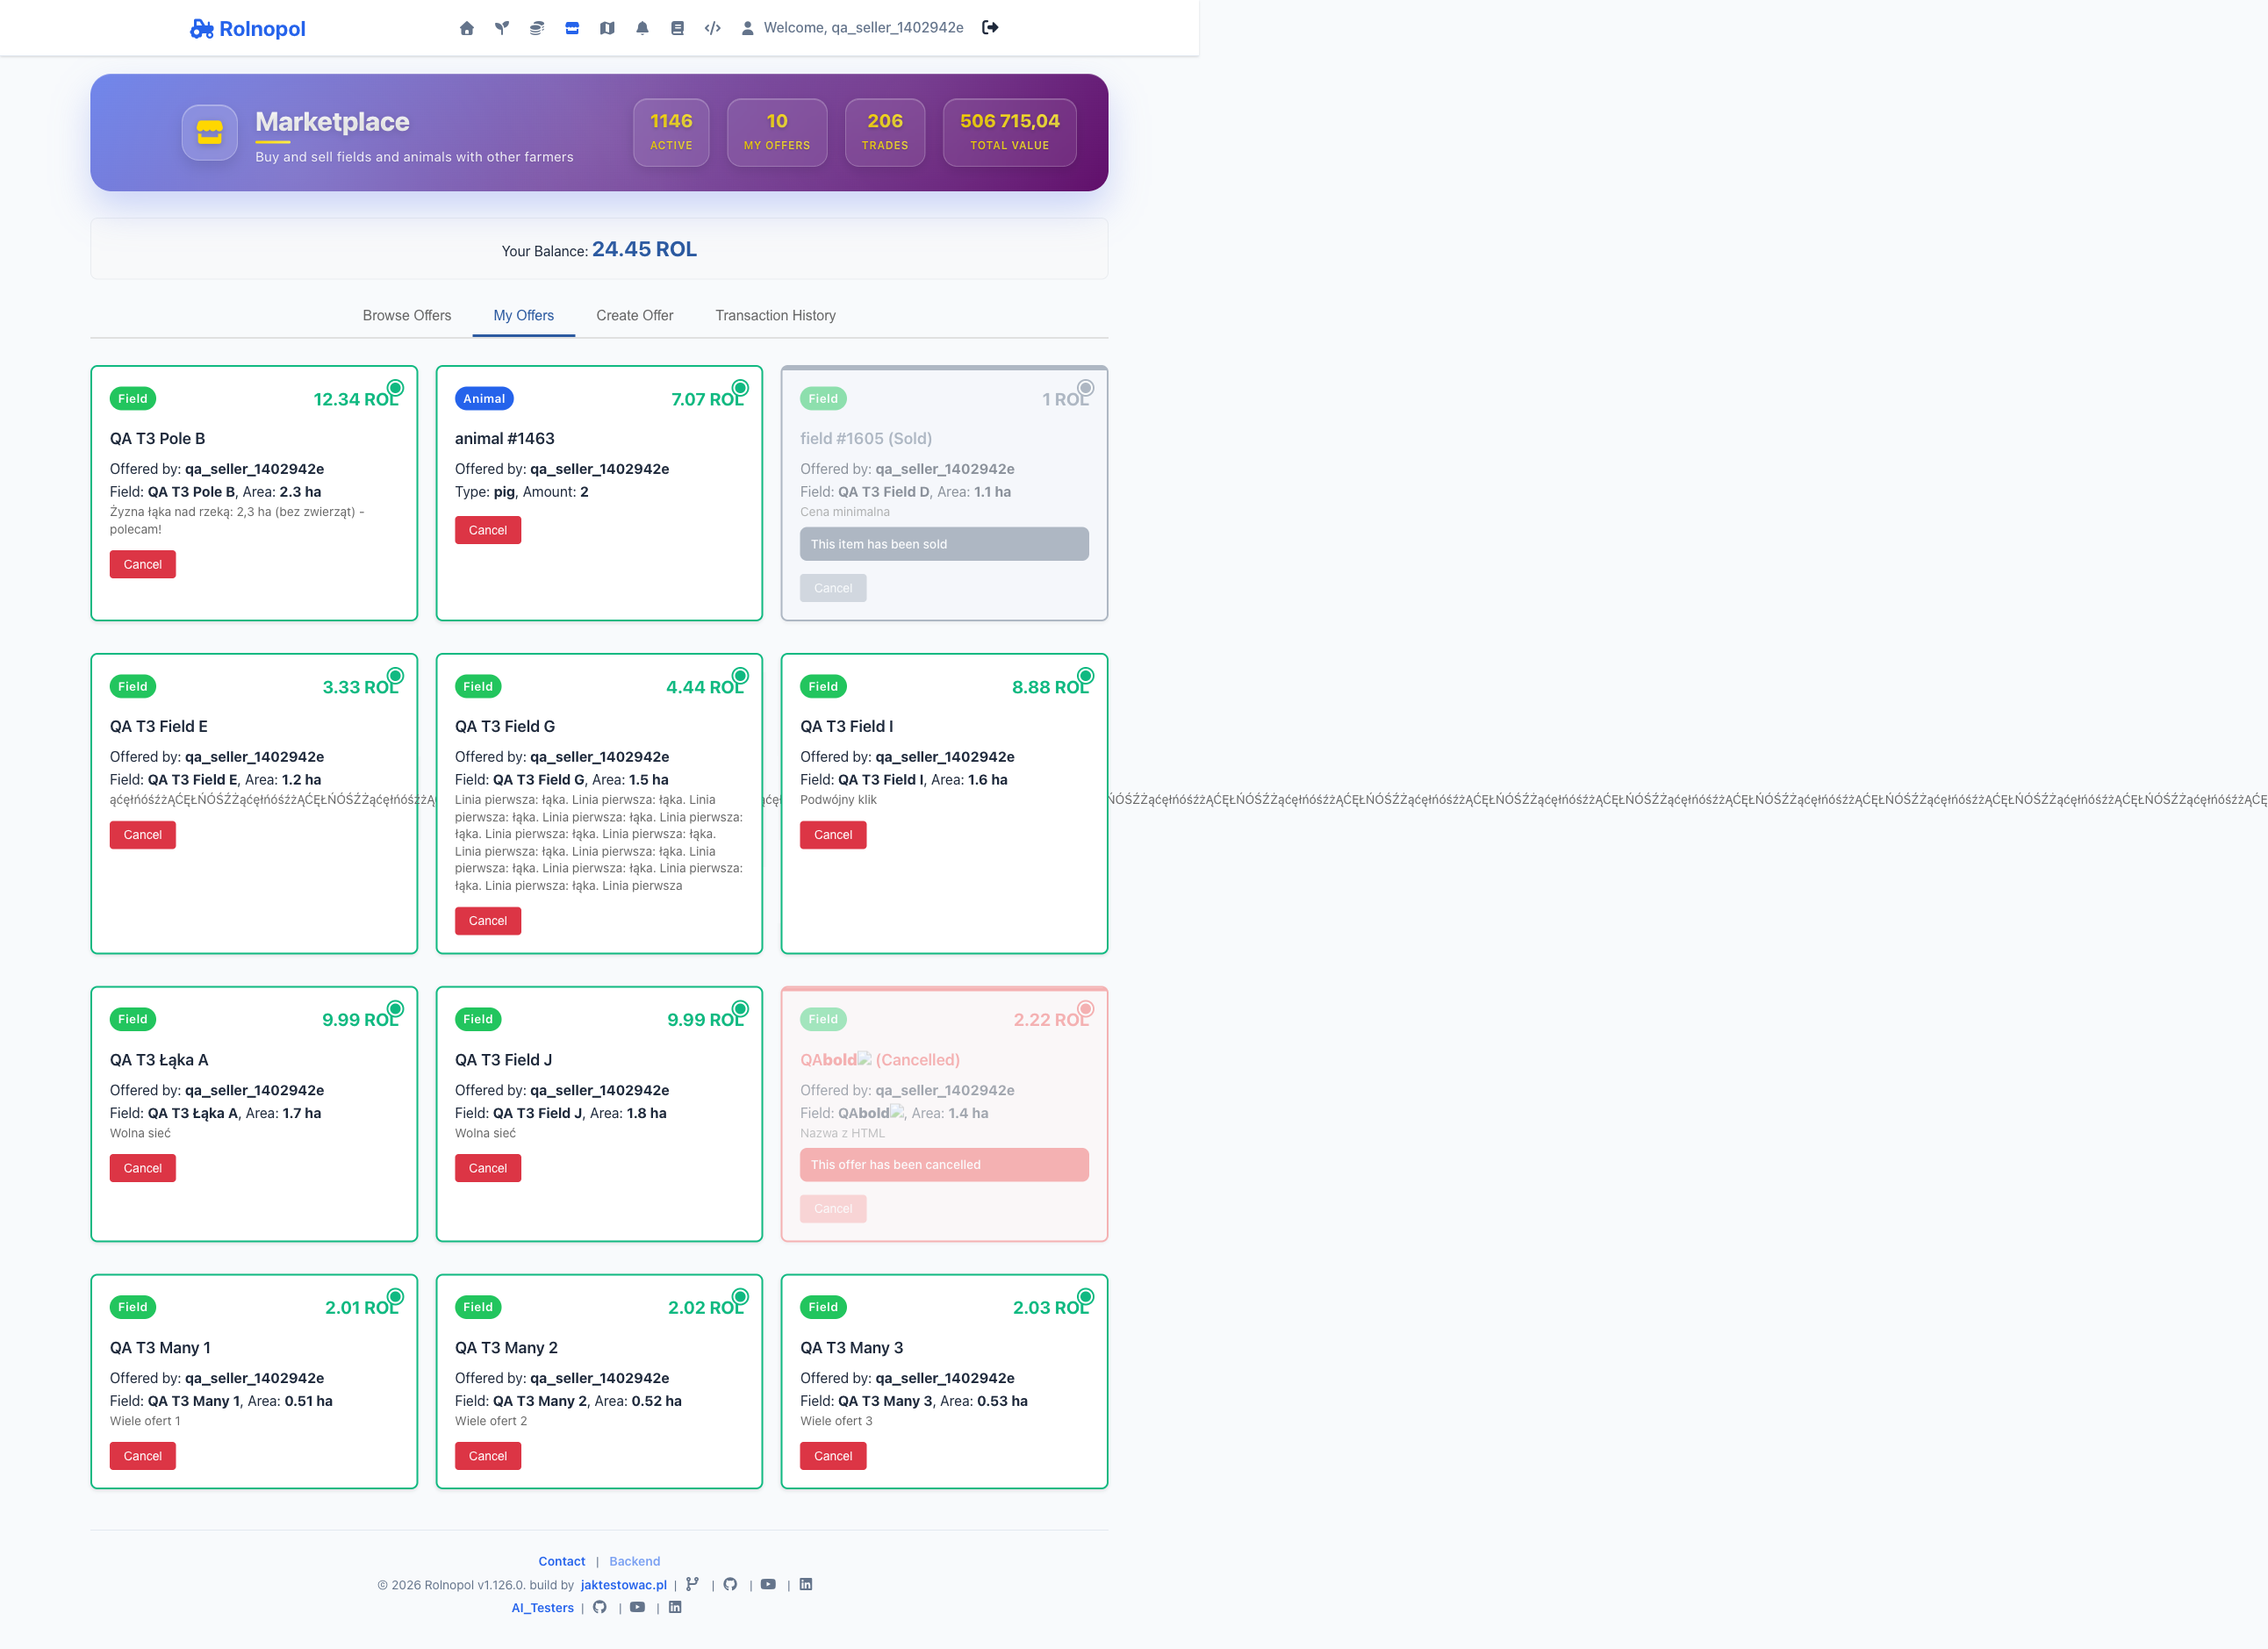 Rolnopol
Welcome, qa_seller_1402942e
Marketplace
Buy and sell fields and animals with other farmers
1146
ACTIVE
10
MY OFFERS
206
TRADES
506 715,04
TOTAL VALUE
Your Balance: 24.45 ROL
Browse Offers
My Offers
Create Offer
Transaction History
Field
12.34 ROL
QA T3 Pole B
Offered by: qa_seller_1402942e
Field: QA T3 Pole B, Area: 2.3 ha
Żyzna łąka nad rzeką: 2,3 ha (bez zwierząt) -
polecam!
Cancel
Animal
7.07 ROL
animal #1463
Offered by: qa_seller_1402942e
Type: pig, Amount: 2
Cancel
Field
1 ROL
field #1605 (Sold)
Offered by: qa_seller_1402942e
Field: QA T3 Field D, Area: 1.1 ha
Cena minimalna
This item has been sold
Cancel
Field
3.33 ROL
QA T3 Field E
Offered by: qa_seller_1402942e
Field: QA T3 Field E, Area: 1.2 ha
Cancel
Field
4.44 ROL
QA T3 Field G
Offered by: qa_seller_1402942e
Field: QA T3 Field G, Area: 1.5 ha
Linia pierwsza: łąka. Linia pierwsza: łąka. Linia
pierwsza: łąka. Linia pierwsza: łąka. Linia pierwsza:
łąka. Linia pierwsza: łąka. Linia pierwsza: łąka.
Linia pierwsza: łąka. Linia pierwsza: łąka. Linia
pierwsza: łąka. Linia pierwsza: łąka. Linia pierwsza:
łąka. Linia pierwsza: łąka. Linia pierwsza
Cancel
Field
8.88 ROL
QA T3 Field I
Offered by: qa_seller_1402942e
Field: QA T3 Field I, Area: 1.6 ha
Podwójny klik
Cancel
Field
9.99 ROL
QA T3 Łąka A
Offered by: qa_seller_1402942e
Field: QA T3 Łąka A, Area: 1.7 ha
Wolna sieć
Cancel
Field
9.99 ROL
QA T3 Field J
Offered by: qa_seller_1402942e
Field: QA T3 Field J, Area: 1.8 ha
Wolna sieć
Cancel
Field
2.22 ROL
QAbold (Cancelled)
Offered by: qa_seller_1402942e
Field: QAbold, Area: 1.4 ha
Nazwa z HTML
This offer has been cancelled
Cancel
Field
2.01 ROL
QA T3 Many 1
Offered by: qa_seller_1402942e
Field: QA T3 Many 1, Area: 0.51 ha
Wiele ofert 1
Cancel
Field
2.02 ROL
QA T3 Many 2
Offered by: qa_seller_1402942e
Field: QA T3 Many 2, Area: 0.52 ha
Wiele ofert 2
Cancel
Field
2.03 ROL
QA T3 Many 3
Offered by: qa_seller_1402942e
Field: QA T3 Many 3, Area: 0.53 ha
Wiele ofert 3
Cancel
Contact | Backend
© 2026 Rolnopol v1.126.0. build by jaktestowac.pl | | | |
AI_Testers | | |